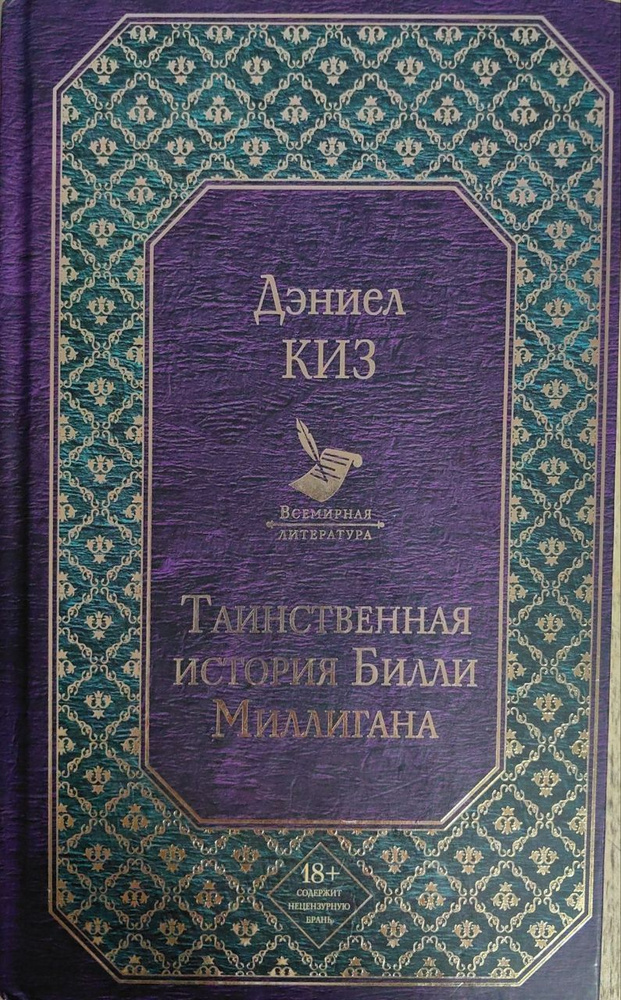 Дэниел
КИЗ
Всемирная
литература
Таинственная
история Билли
Миллигана
18+
содержит
нецензурную
брань